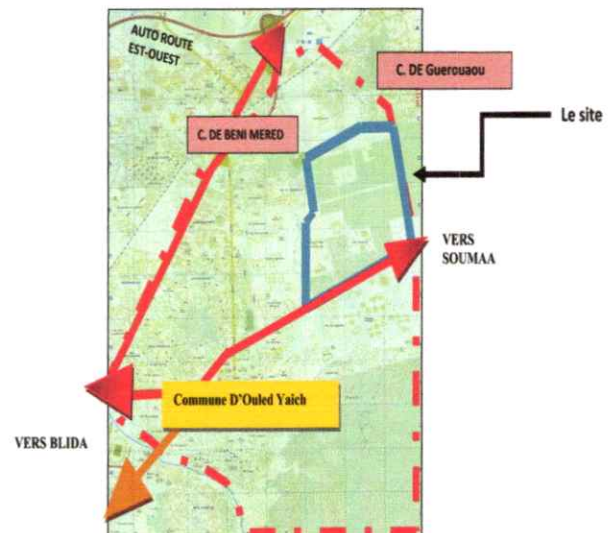 AUTO ROUTE
EST-OUEST
C. DE Guerouaou
Le site
C. DE BENI MERED
VERS
SOUMAA
Commune D'Ouled Yaich
VERS BLIDA